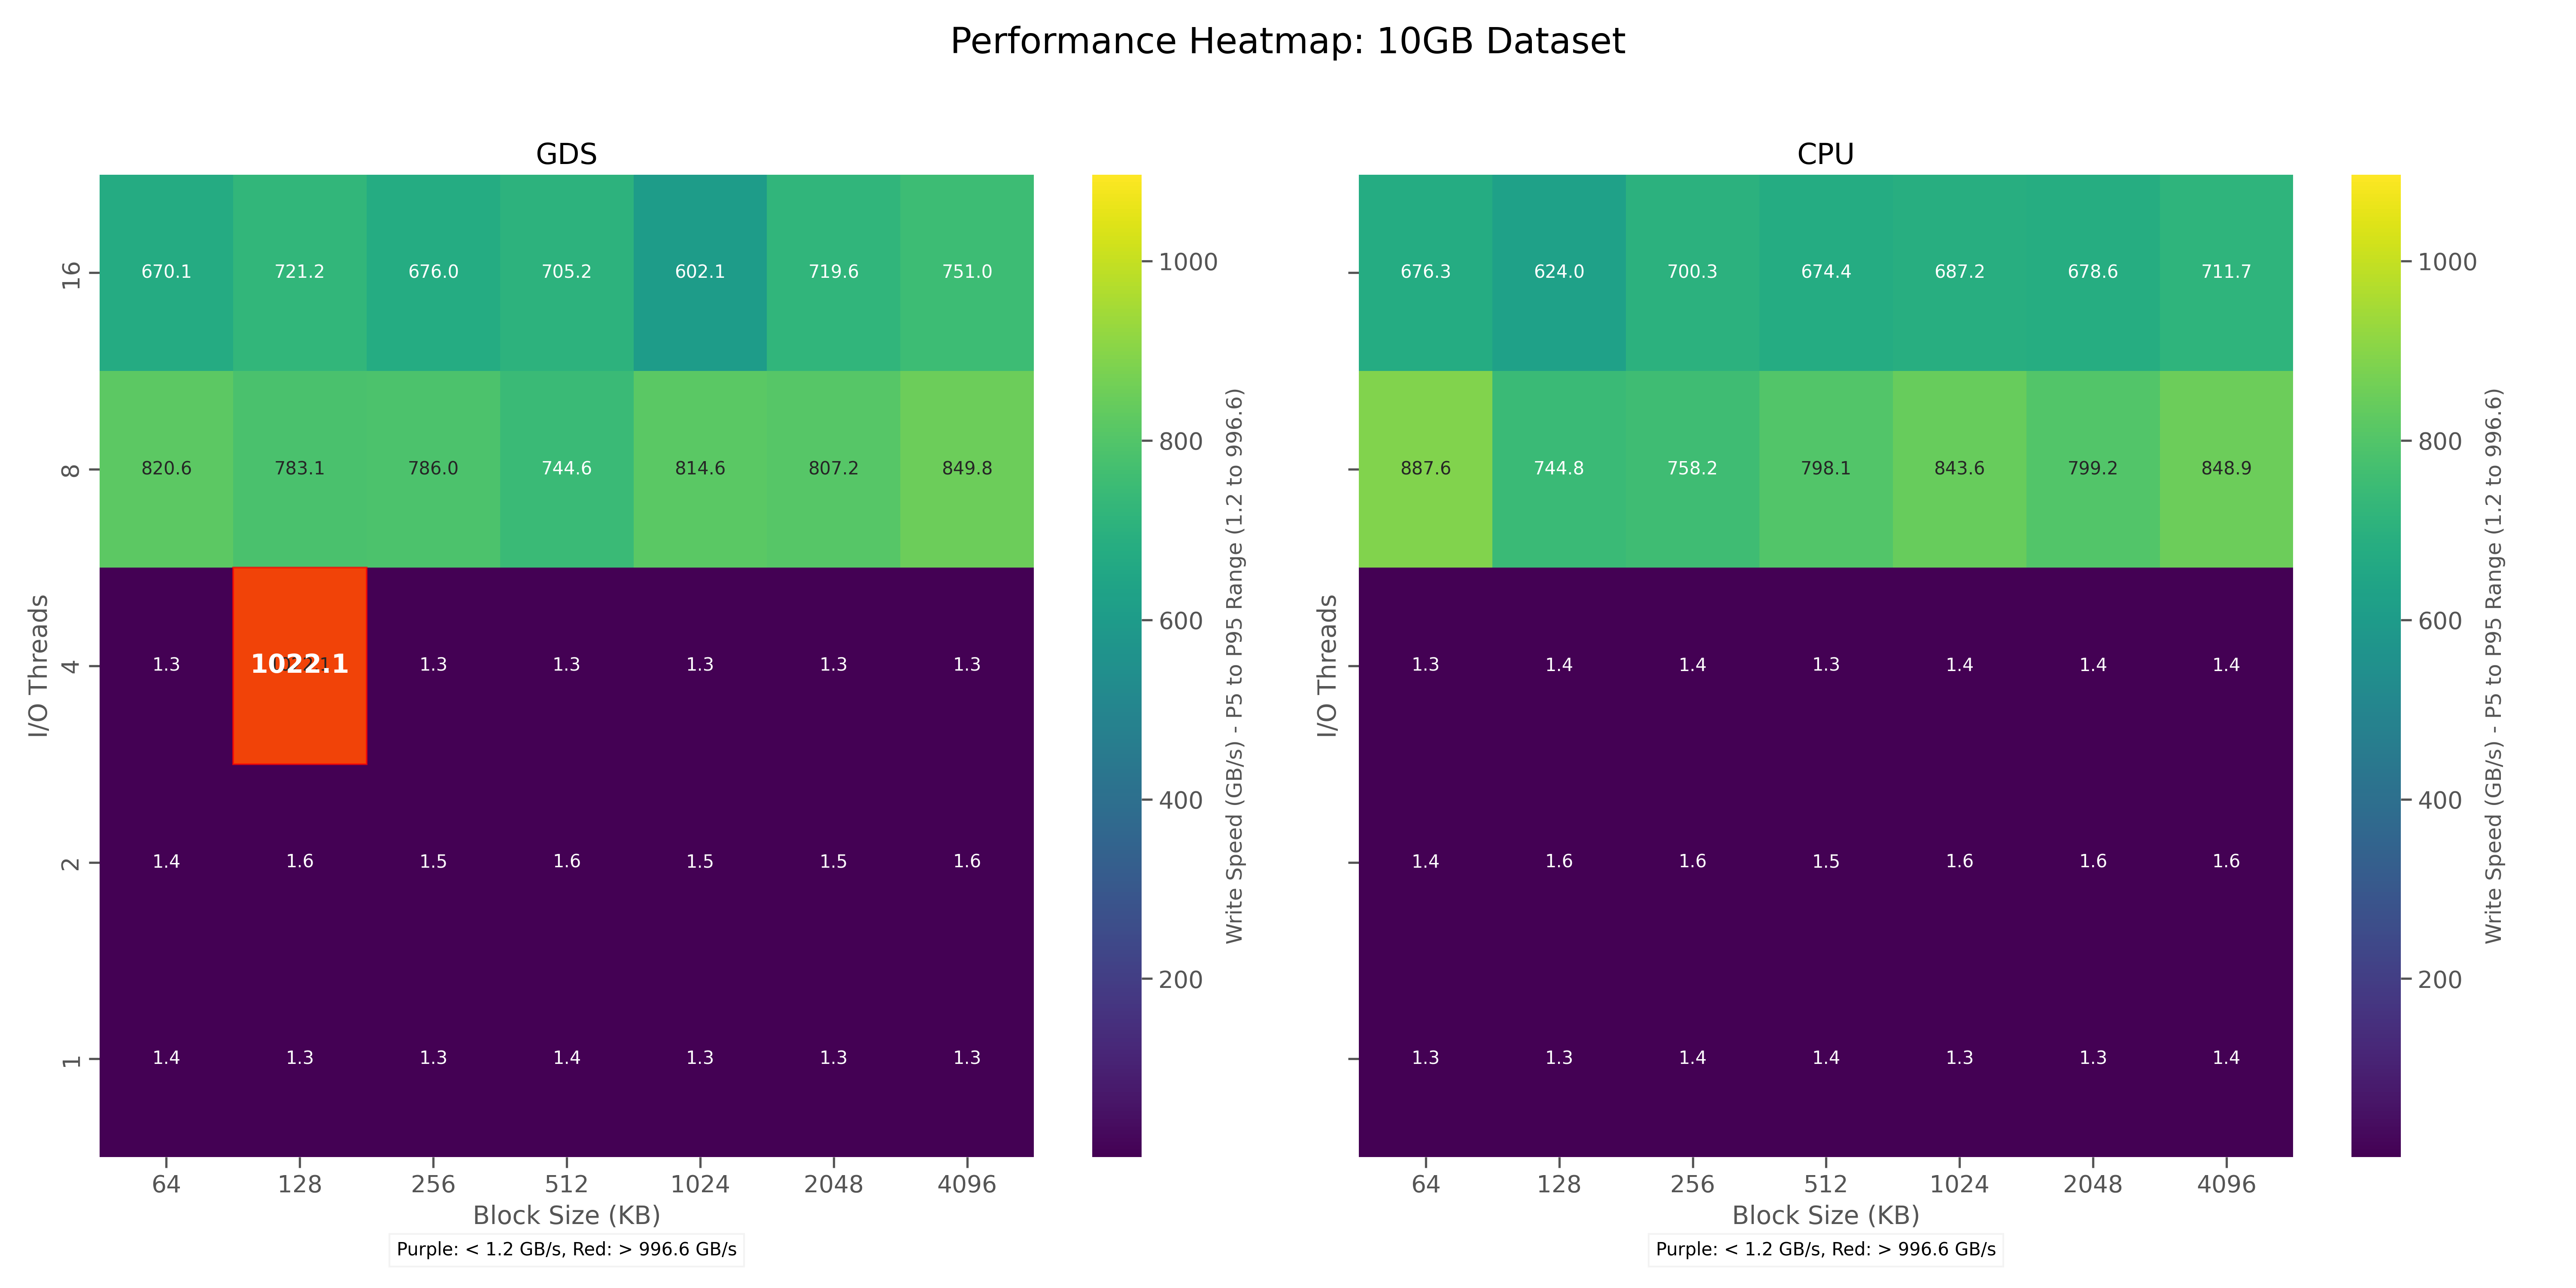 Performance Heatmap: 10GB Dataset
GDS
I/O Threads
16
670.1 721.2 676.0 705.2 602.1 719.6 751.0
8
820.6 783.1 786.0 744.6 814.6 807.2 849.8
4
1.3 1022.1 1.3 1.3 1.3 1.3 1.3
2
1.4 1.6 1.5 1.6 1.5 1.5 1.6
1
1.4 1.3 1.3 1.4 1.3 1.3 1.3
64 128 256 512 1024 2048 4096
Block Size (KB)
Purple: < 1.2 GB/s, Red: > 996.6 GB/s
1000
800
600
400
200
Write Speed (GB/s) - P5 to P95 Range (1.2 to 996.6)
CPU
I/O Threads
676.3 624.0 700.3 674.4 687.2 678.6 711.7
887.6 744.8 758.2 798.1 843.6 799.2 848.9
1.3 1.4 1.4 1.3 1.4 1.4 1.4
1.4 1.6 1.6 1.5 1.6 1.6 1.6
1.3 1.3 1.4 1.4 1.3 1.3 1.4
64 128 256 512 1024 2048 4096
Block Size (KB)
Purple: < 1.2 GB/s, Red: > 996.6 GB/s
1000
800
600
400
200
Write Speed (GB/s) - P5 to P95 Range (1.2 to 996.6)